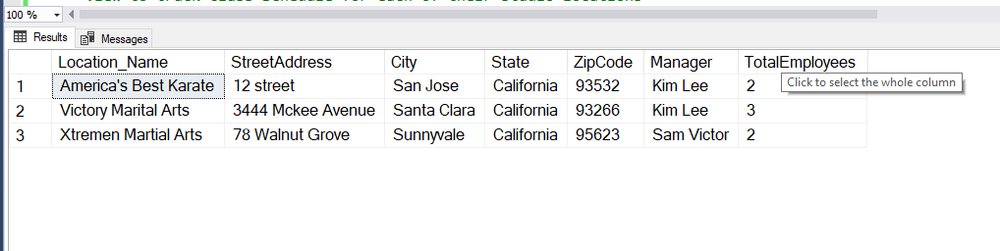 100 %
Results Messages
Location_Name StreetAddress City State ZipCode Manager TotalEmployees
1 America's Best Karate 12 street San Jose California 93532 Kim Lee 2
Click to select the whole column
2 Victory Marital Arts 3444 Mckee Avenue Santa Clara California 93266 Kim Lee 3
3 Xtremen Martial Arts 78 Walnut Grove Sunnyvale California 95623 Sam Victor 2